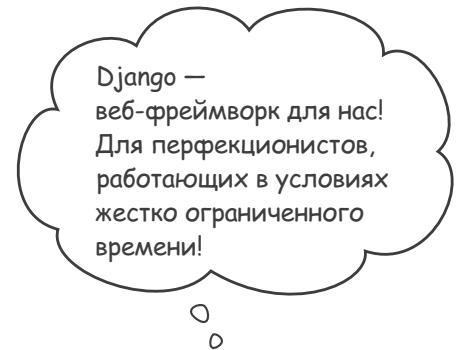 Django —
веб-фреймворк для нас!
Для перфекционистов,
работающих в условиях
жестко ограниченного
времени!